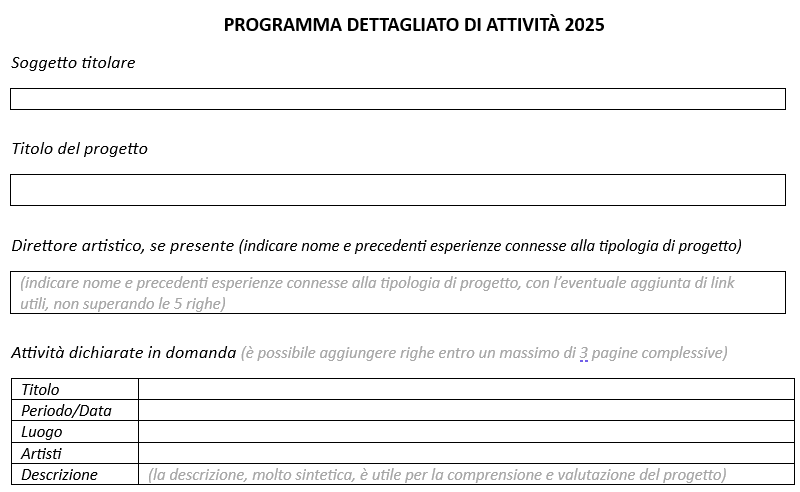 PROGRAMMA DETTAGLIATO DI ATTIVITÀ 2025
Soggetto titolare
Titolo del progetto
Direttore artistico, se presente (indicare nome e precedenti esperienze connesse alla tipologia di progetto)
(indicare nome e precedenti esperienze connesse alla tipologia di progetto, con l’eventuale aggiunta di link
utili, non superando le 5 righe)
Attività dichiarate in domanda (è possibile aggiungere righe entro un massimo di 3 pagine complessive)
Titolo
Periodo/Data
Luogo
Artisti
Descrizione (la descrizione, molto sintetica, è utile per la comprensione e valutazione del progetto)